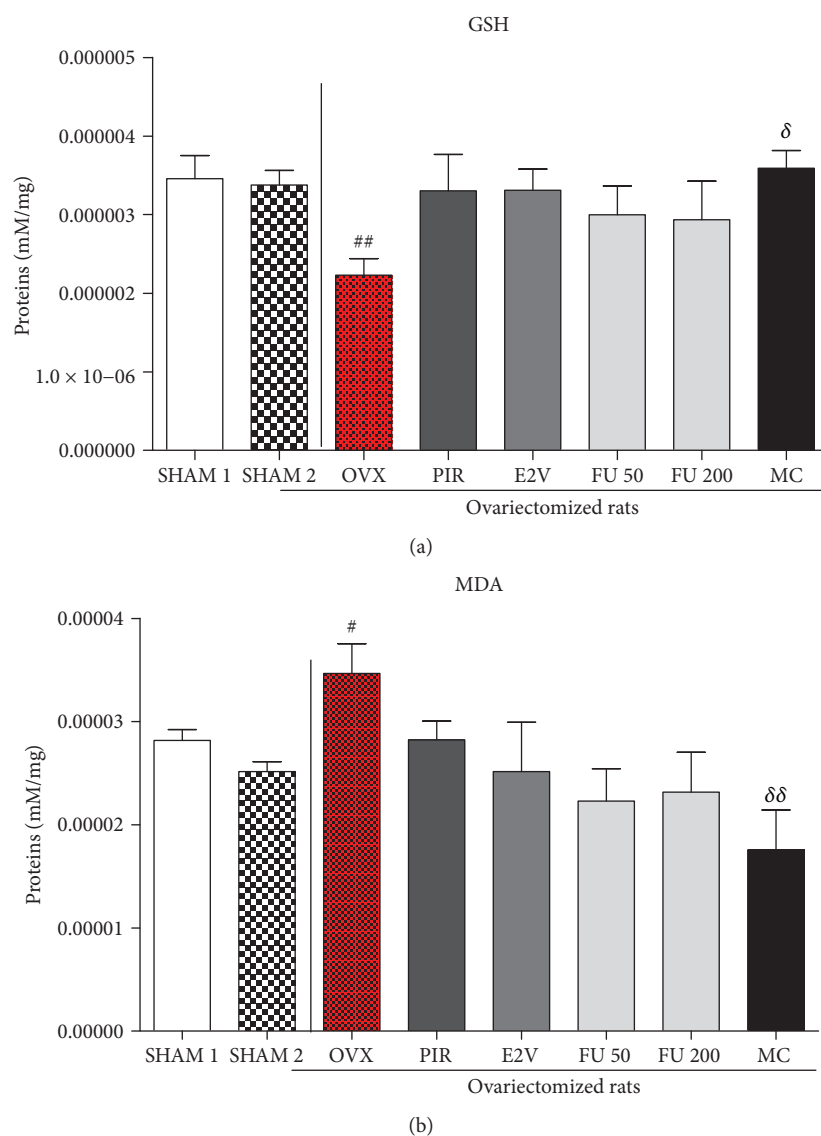 GSH
Proteins (mM/mg)
0.000005
0.000004
0.000003
0.000002
1.0 × 10−06
0.000000
##
δ
SHAM 1 SHAM 2 OVX PIR E2V FU 50 FU 200 MC
Ovariectomized rats
(a)
MDA
Proteins (mM/mg)
0.00004
0.00003
0.00002
0.00001
0.00000
#
δδ
SHAM 1 SHAM 2 OVX PIR E2V FU 50 FU 200 MC
Ovariectomized rats
(b)